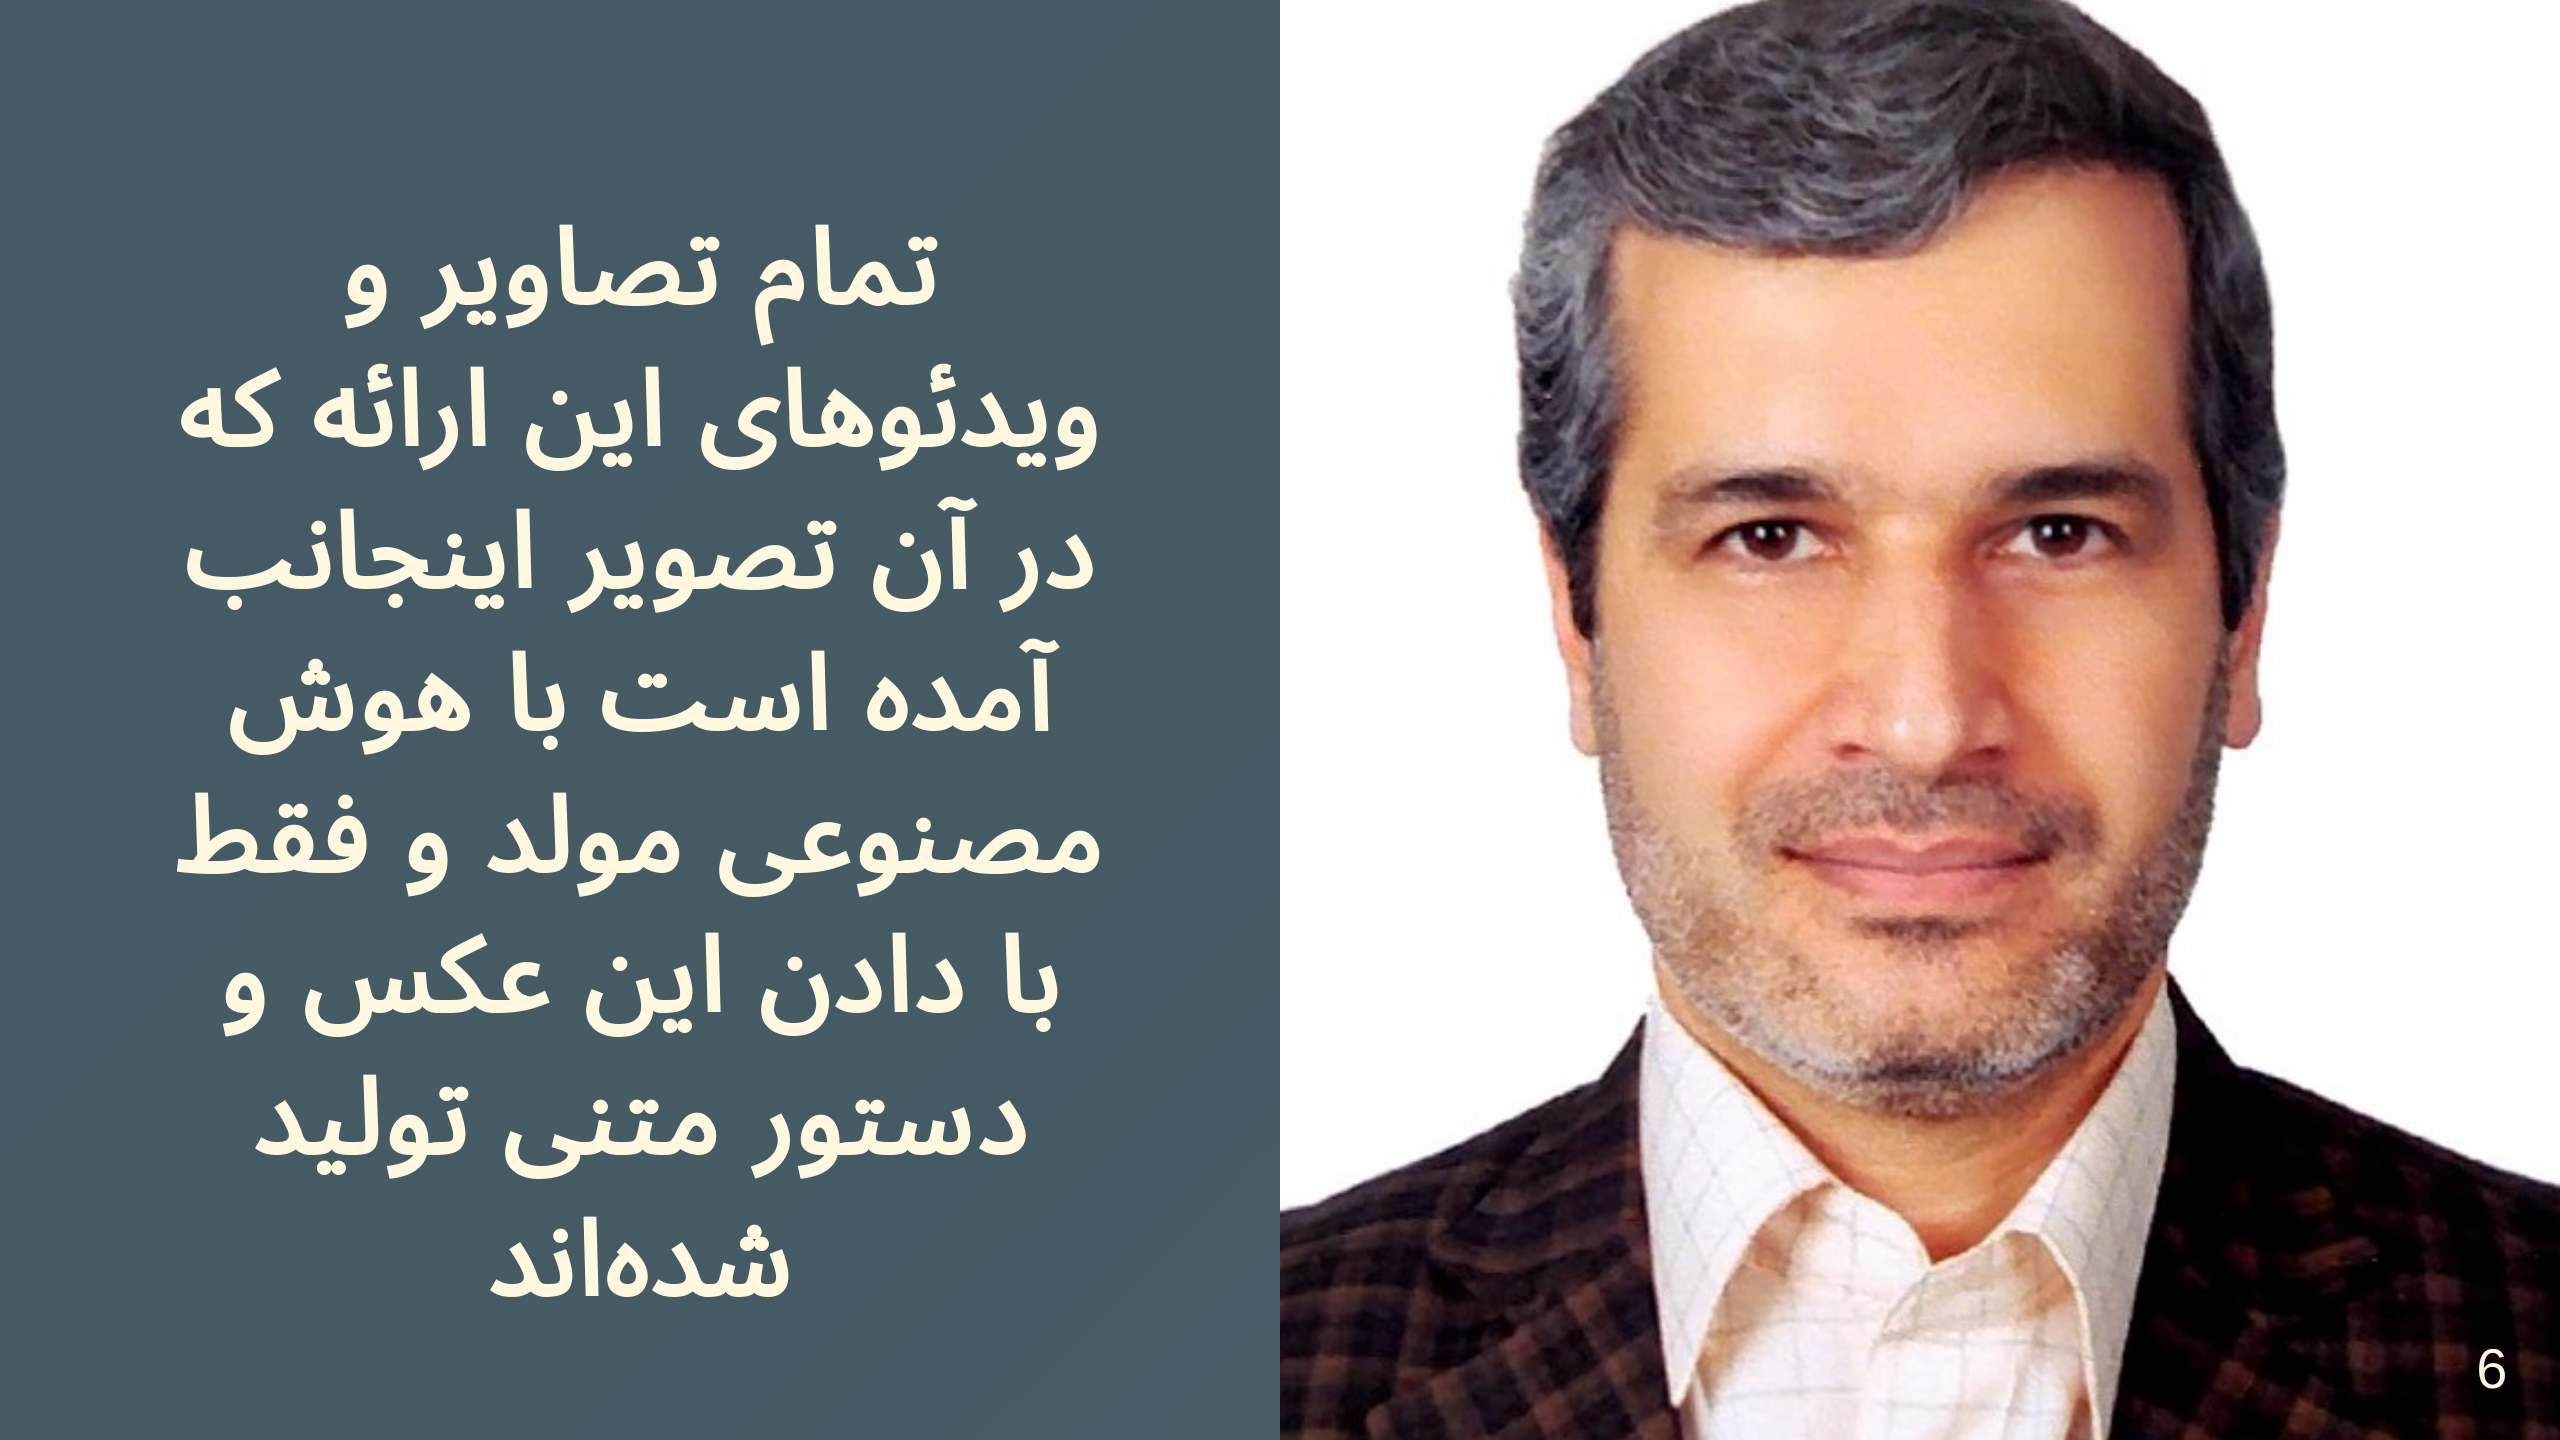 تمام تصاویر و
ویدئوهای این ارائه که
در آن تصویر اینجانب
آمده است با هوش
مصنوعی مولد و فقط
با دادن این عکس و
دستور متنی تولید
شده‌اند
6